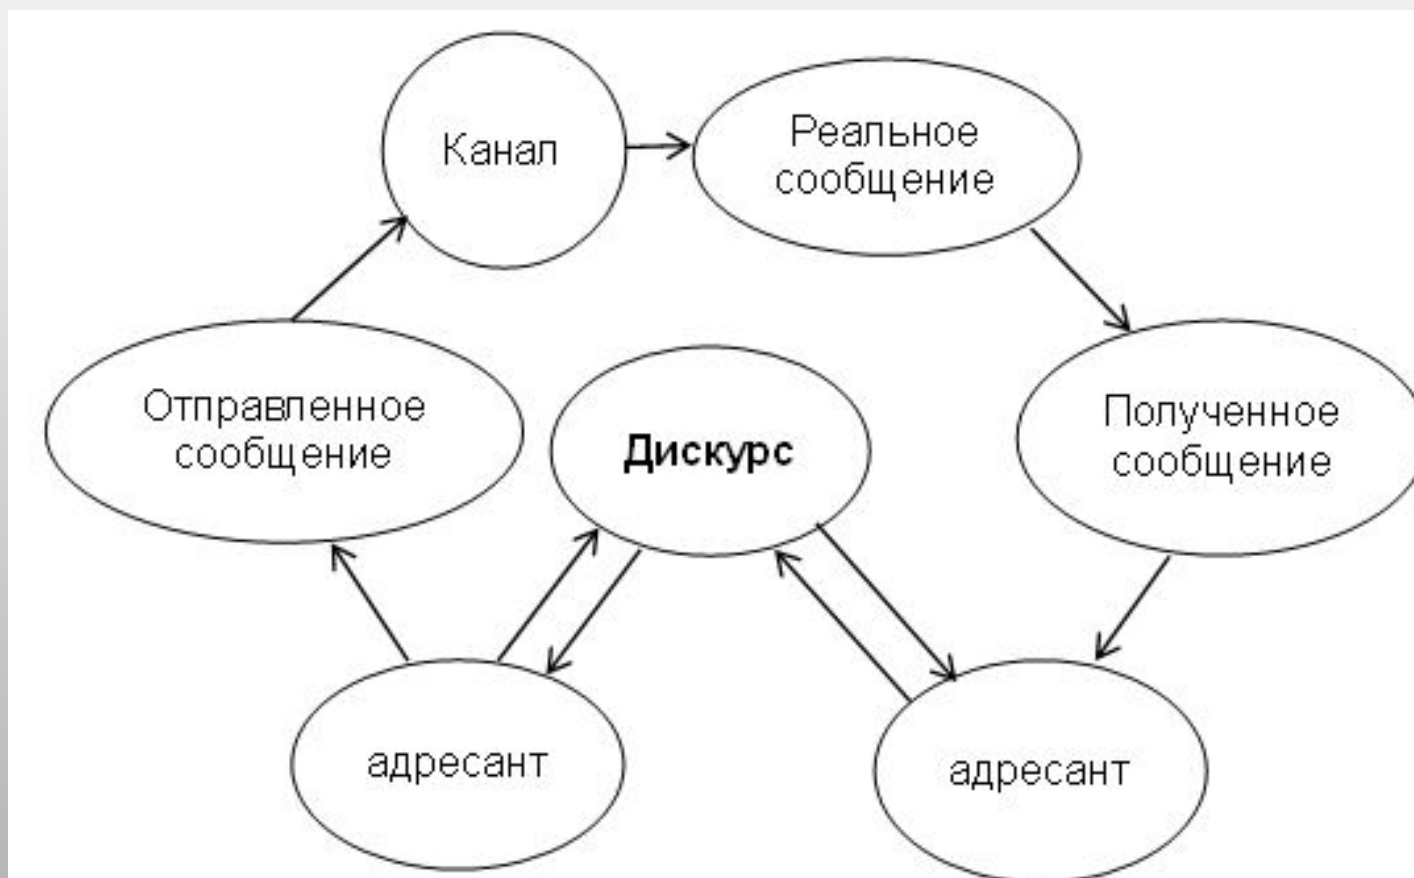 Канал
Реальное
сообщение
Отправленное
сообщение
Дискурс
Полученное
сообщение
адресант
адресант